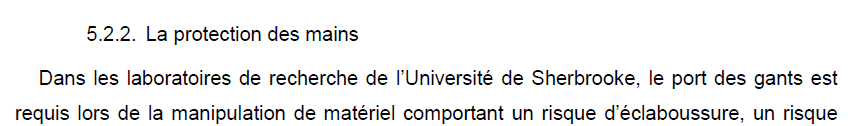 5.2.2. La protection des mains
Dans les laboratoires de recherche de l’Université de Sherbrooke, le port des gants est
requis lors de la manipulation de matériel comportant un risque d’éclaboussure, un risque